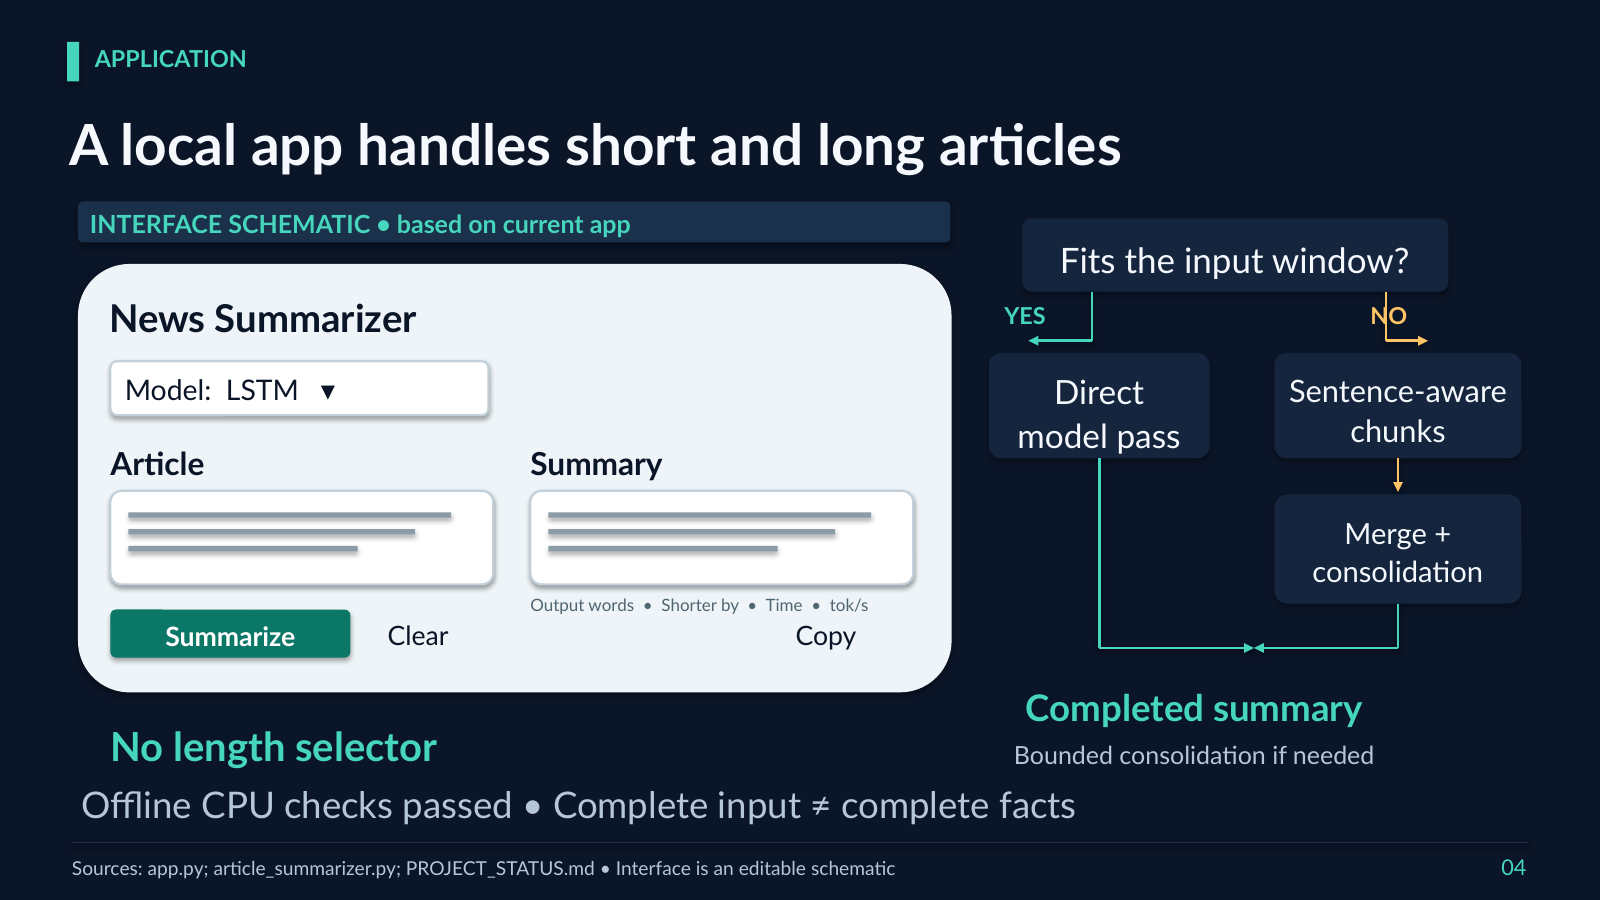 APPLICATION
A local app handles short and long articles
INTERFACE SCHEMATIC • based on current app
News Summarizer
Model: LSTM ▼
Article
Summary
Output words • Shorter by • Time • tok/s
Summarize
Clear
Copy
Fits the input window?
YES
NO
Direct
model pass
Sentence-aware
chunks
Merge +
consolidation
Completed summary
Bounded consolidation if needed
No length selector
Offline CPU checks passed • Complete input ≠ complete facts
Sources: app.py; article_summarizer.py; PROJECT_STATUS.md • Interface is an editable schematic
04